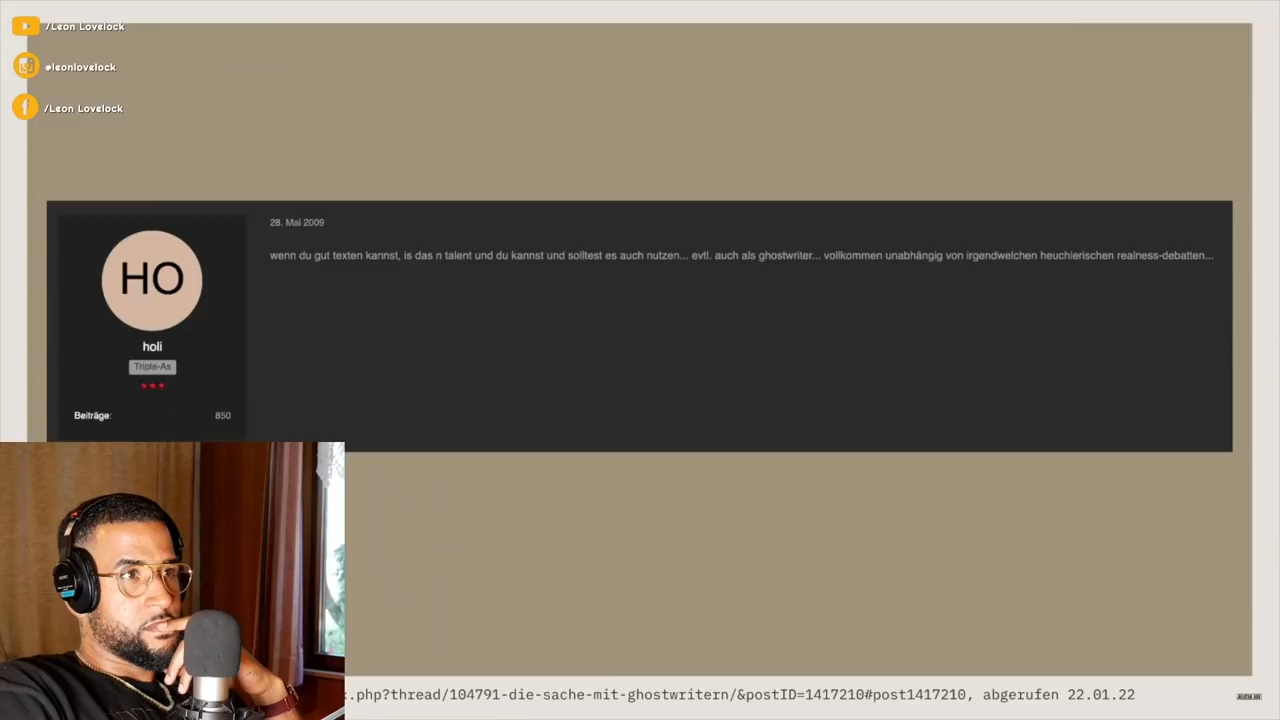 /Leon Lovelock
@leonlovelock
/Leon Lovelock
28. Mai 2009
wenn du gut texten kannst, is das n talent und du kannst und solltest es auch nutzen... evtl. auch als ghostwriter... vollkommen unabhängig von irgendwelchen heuchlerischen realness-debatten...
HO
holi
Triple-As
Beiträge: 850
.php?thread/104791-die-sache-mit-ghostwritern/&postID=1417210#post1417210, abgerufen 22.01.22